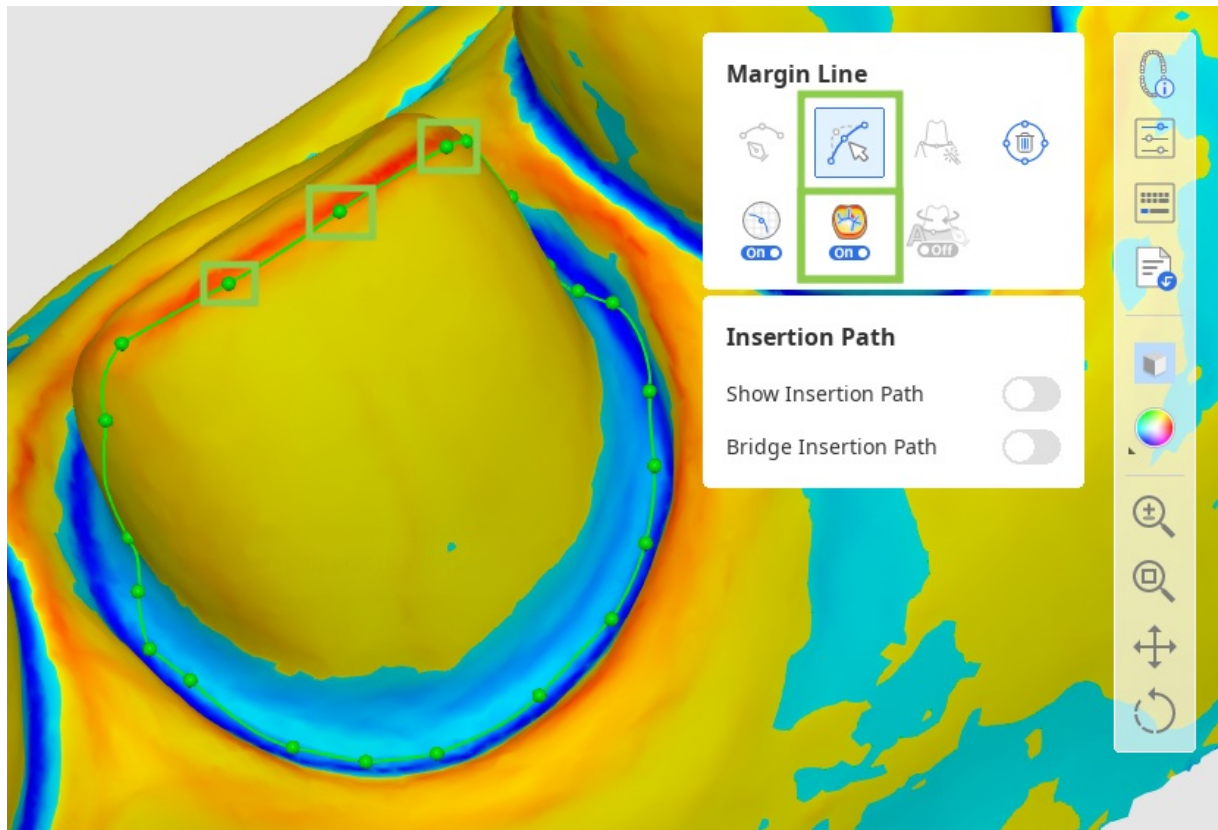 Margin Line
On
On
Off
Insertion Path
Show Insertion Path
Bridge Insertion Path